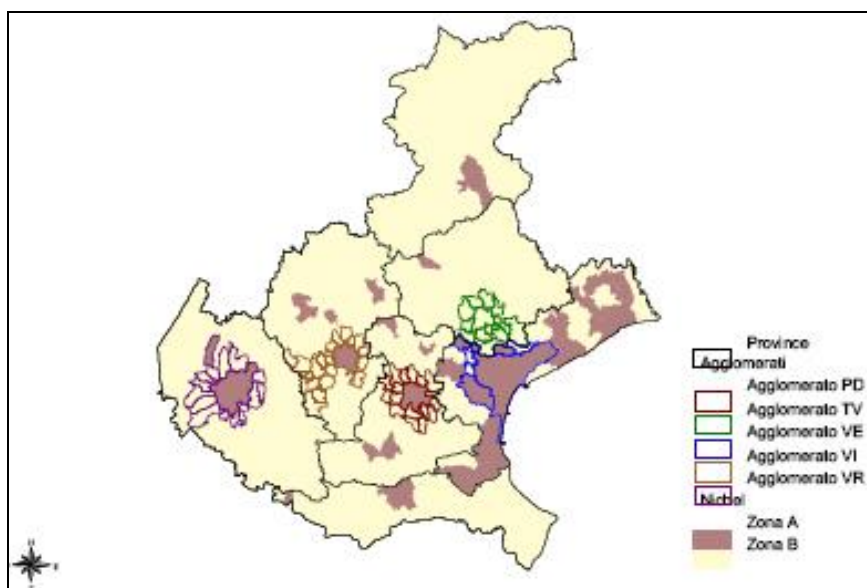 Province
Agglomerati
Agglomerato PD
Agglomerato TV
Agglomerato VE
Agglomerato VI
Agglomerato VR
Nichel
Zona A
Zona B